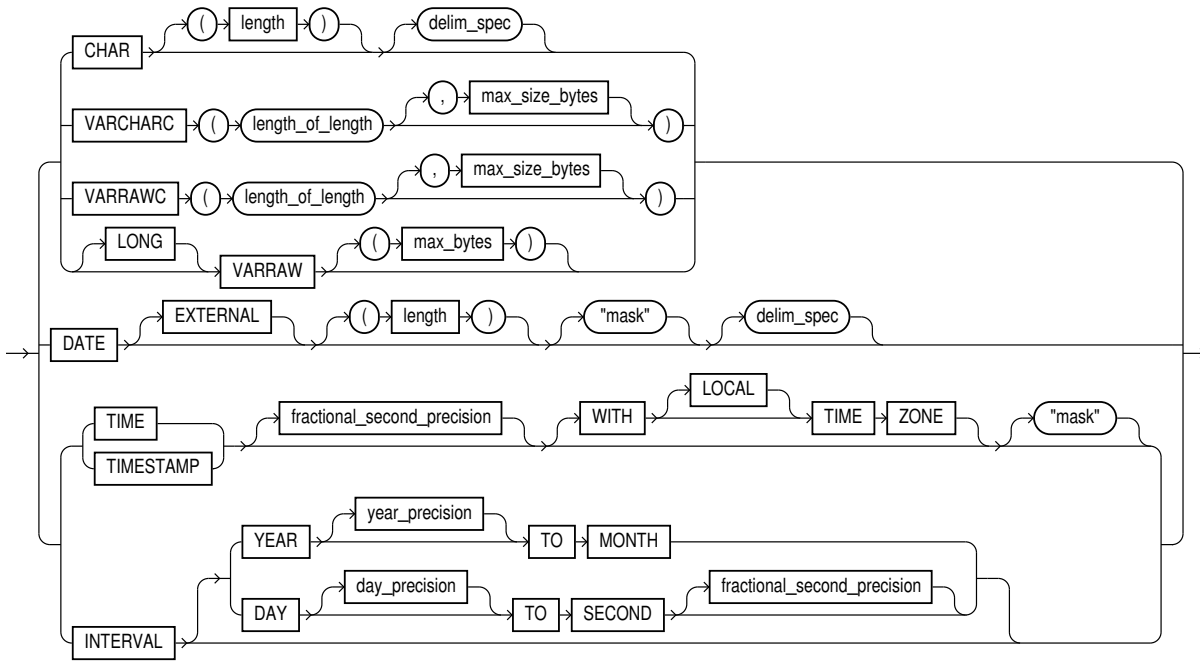 ( length ) delim_spec
CHAR
, max_size_bytes
VARCHARC ( length_of_length )
, max_size_bytes
VARRAWC ( length_of_length )
LONG ( max_bytes )
VARRAW
EXTERNAL ( length ) "mask" delim_spec
DATE
LOCAL
TIME fractional_second_precision WITH TIME ZONE "mask"
TIMESTAMP
year_precision
YEAR TO MONTH
day_precision fractional_second_precision
DAY TO SECOND
INTERVAL